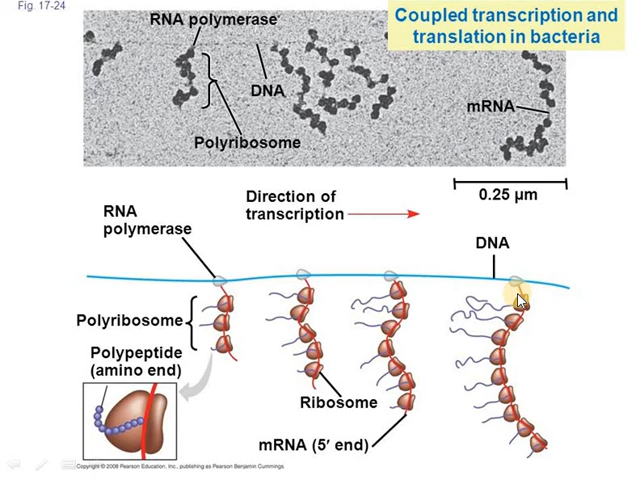 Fig. 17-24
Coupled transcription and
translation in bacteria
RNA polymerase
DNA
mRNA
Polyribosome
0.25 μm
Direction of
transcription
RNA
polymerase
DNA
Polyribosome
Polypeptide
(amino end)
Ribosome
mRNA (5′ end)
Copyright © 2008 Pearson Education, Inc., publishing as Pearson Benjamin Cummings.